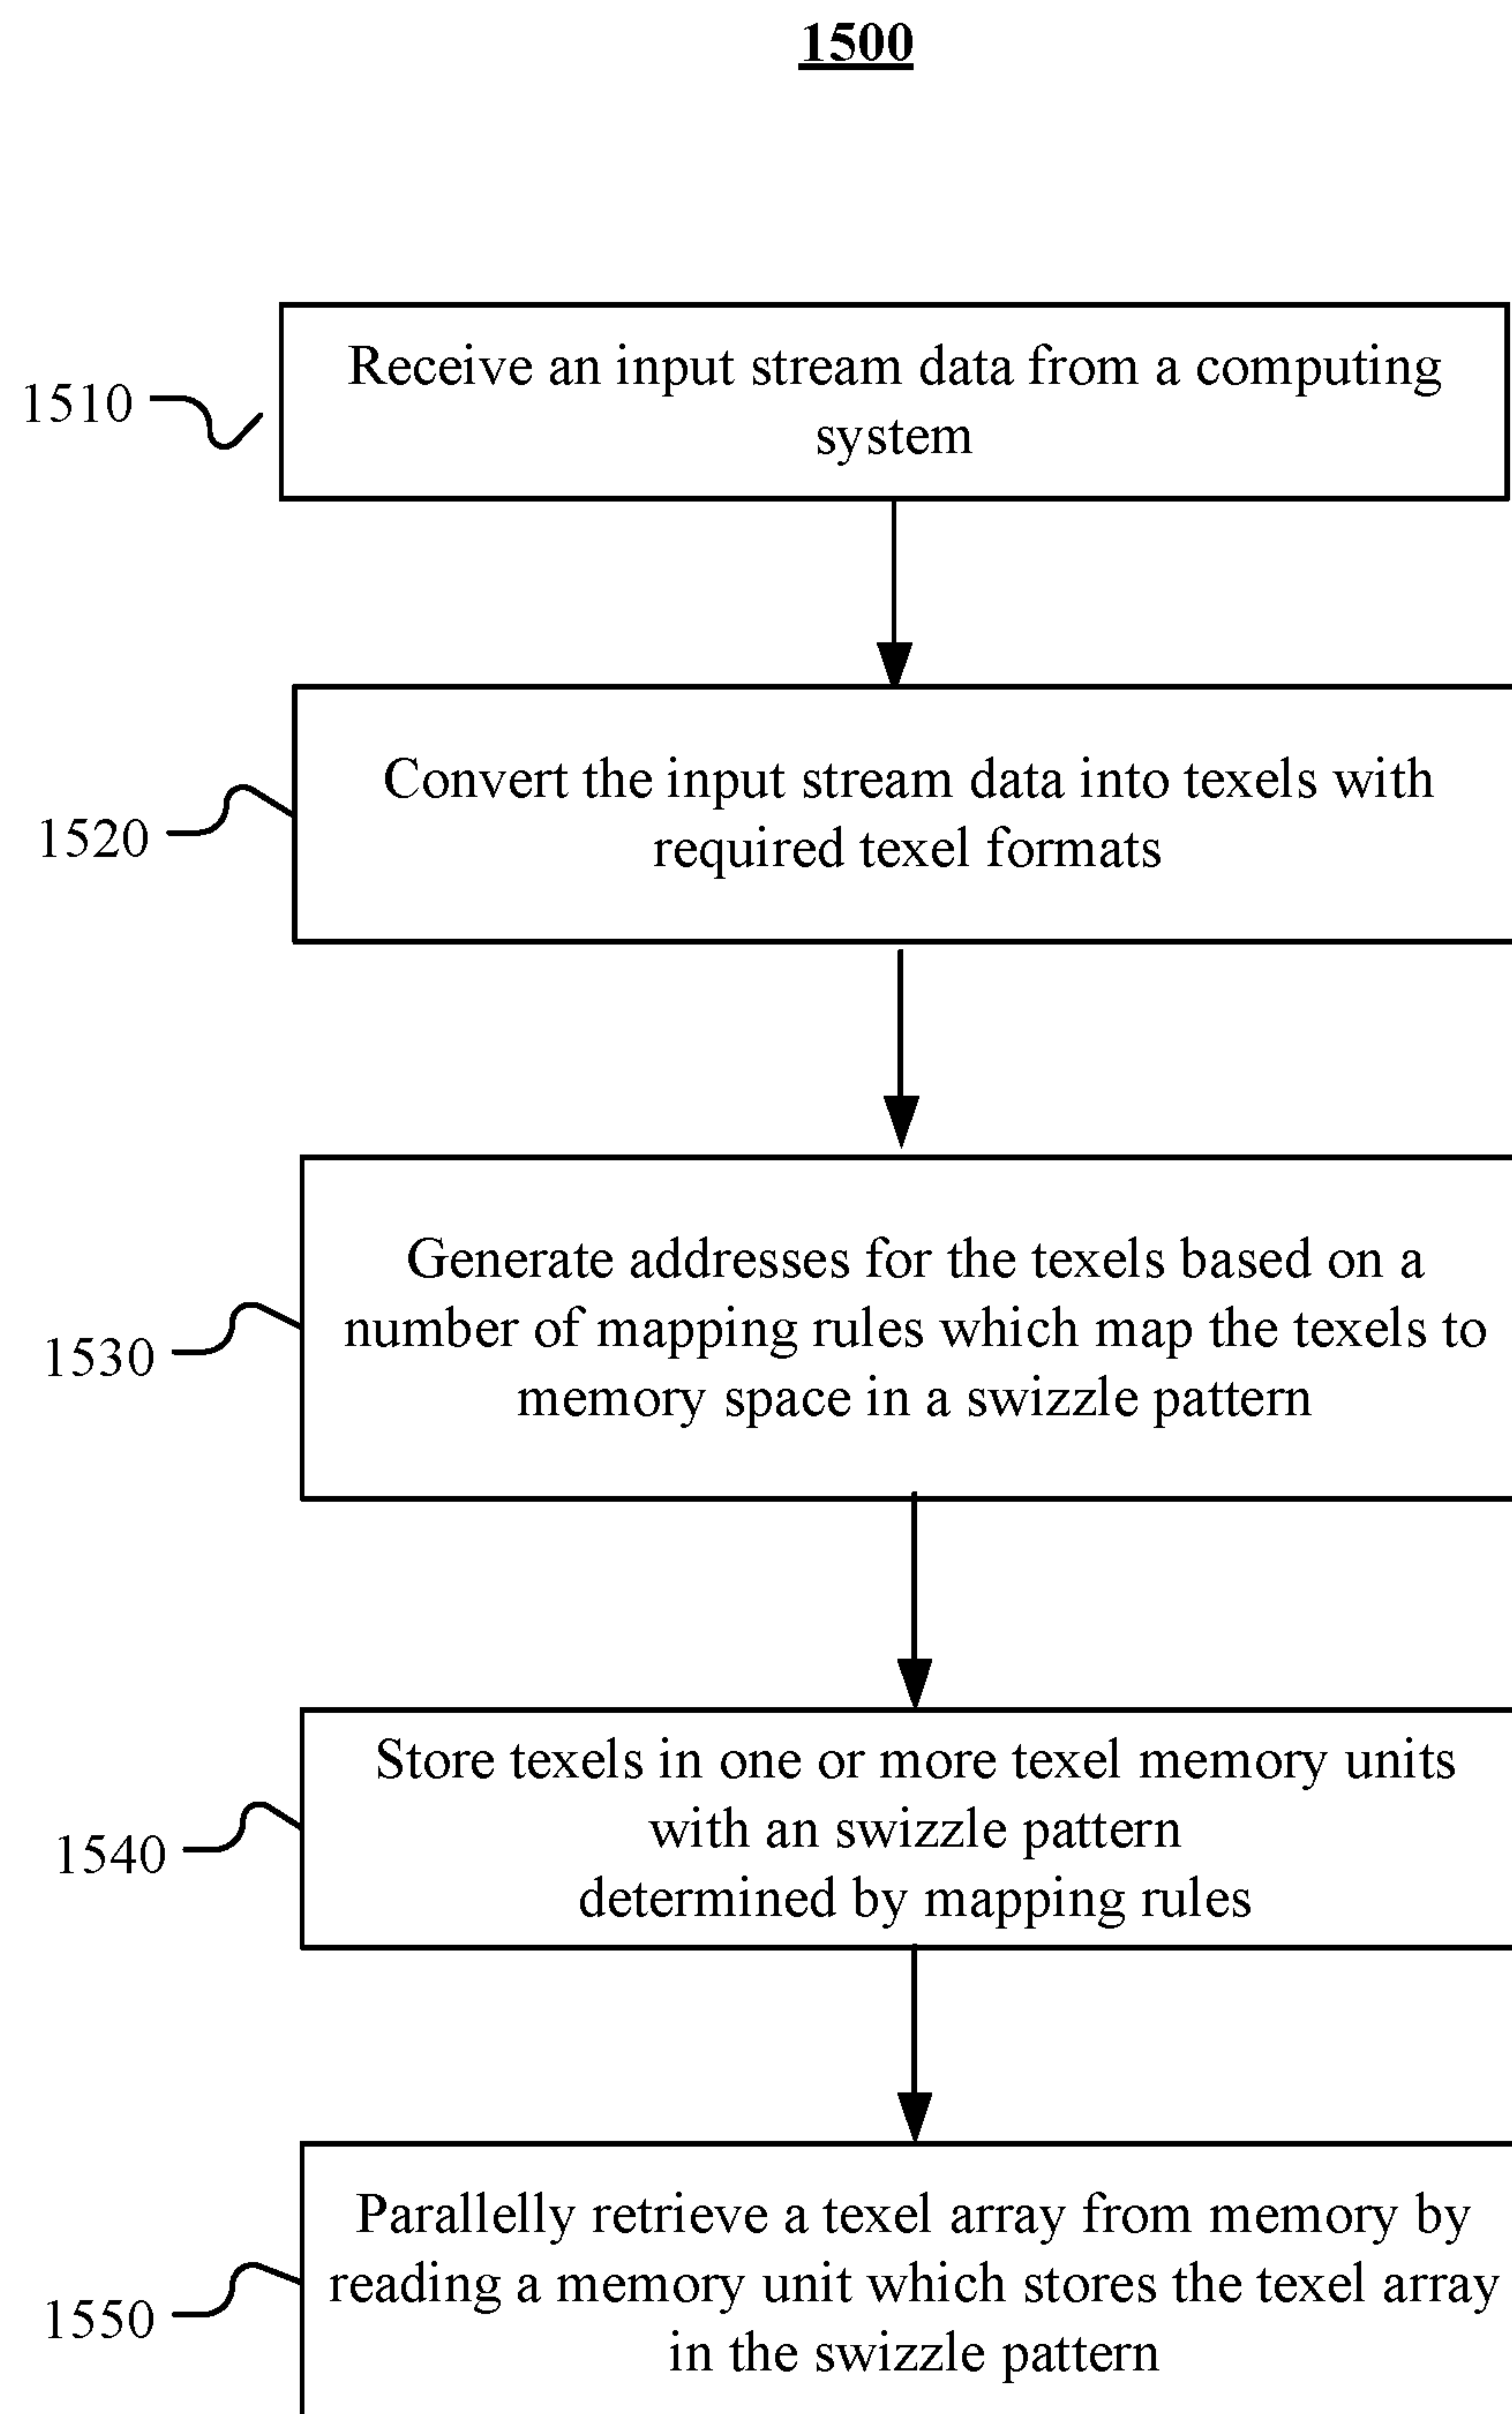 1500
Receive an input stream data from a computing
system
1510
Convert the input stream data into texels with
required texel formats
1520
Generate addresses for the texels based on a
number of mapping rules which map the texels to
memory space in a swizzle pattern
1530
Store texels in one or more texel memory units
with an swizzle pattern
determined by mapping rules
1540
Parallelly retrieve a texel array from memory by
reading a memory unit which stores the texel array
in the swizzle pattern
1550